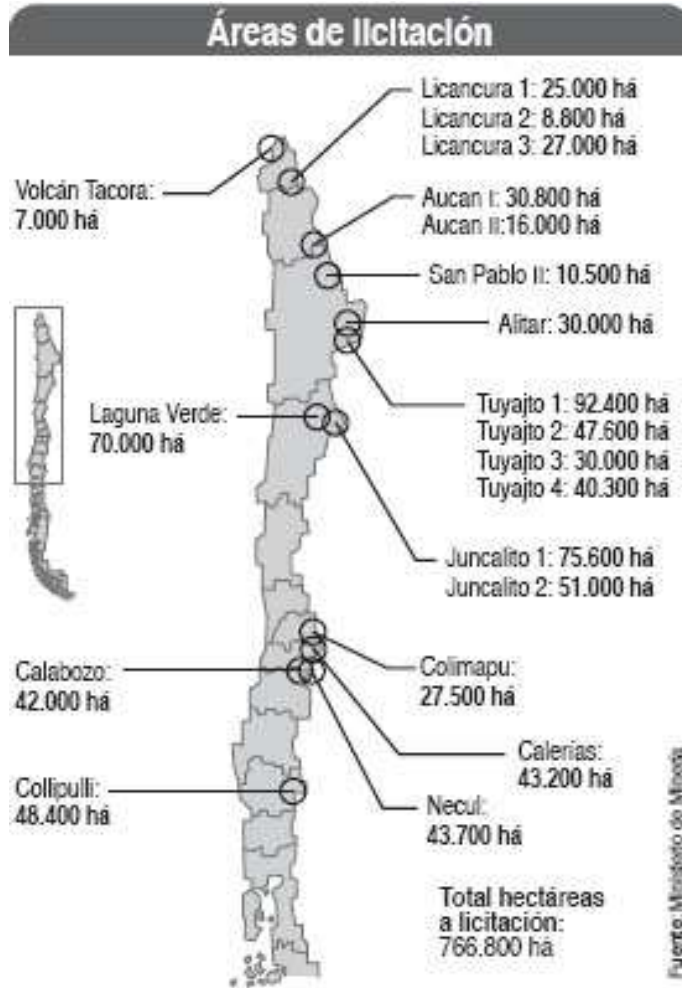 Áreas de licitación
Licancura 1: 25.000 há
Licancura 2: 8.800 há
Licancura 3: 27.000 há
Volcán Tacora:
7.000 há
Aucan I: 30.800 há
Aucan II:16.000 há
San Pablo II: 10.500 há
Alitar: 30.000 há
Tuyajto 1: 92.400 há
Tuyajto 2: 47.600 há
Tuyajto 3: 30.000 há
Tuyajto 4: 40.300 há
Laguna Verde:
70.000 há
Juncalito 1: 75.600 há
Juncalito 2: 51.000 há
Colimapu:
27.500 há
Calabozo:
42.000 há
Calerías:
43.200 há
Necul:
43.700 há
Collipulli:
48.400 há
Total hectáreas
a licitación:
766.800 há
Fuente: Ministerio de Minería